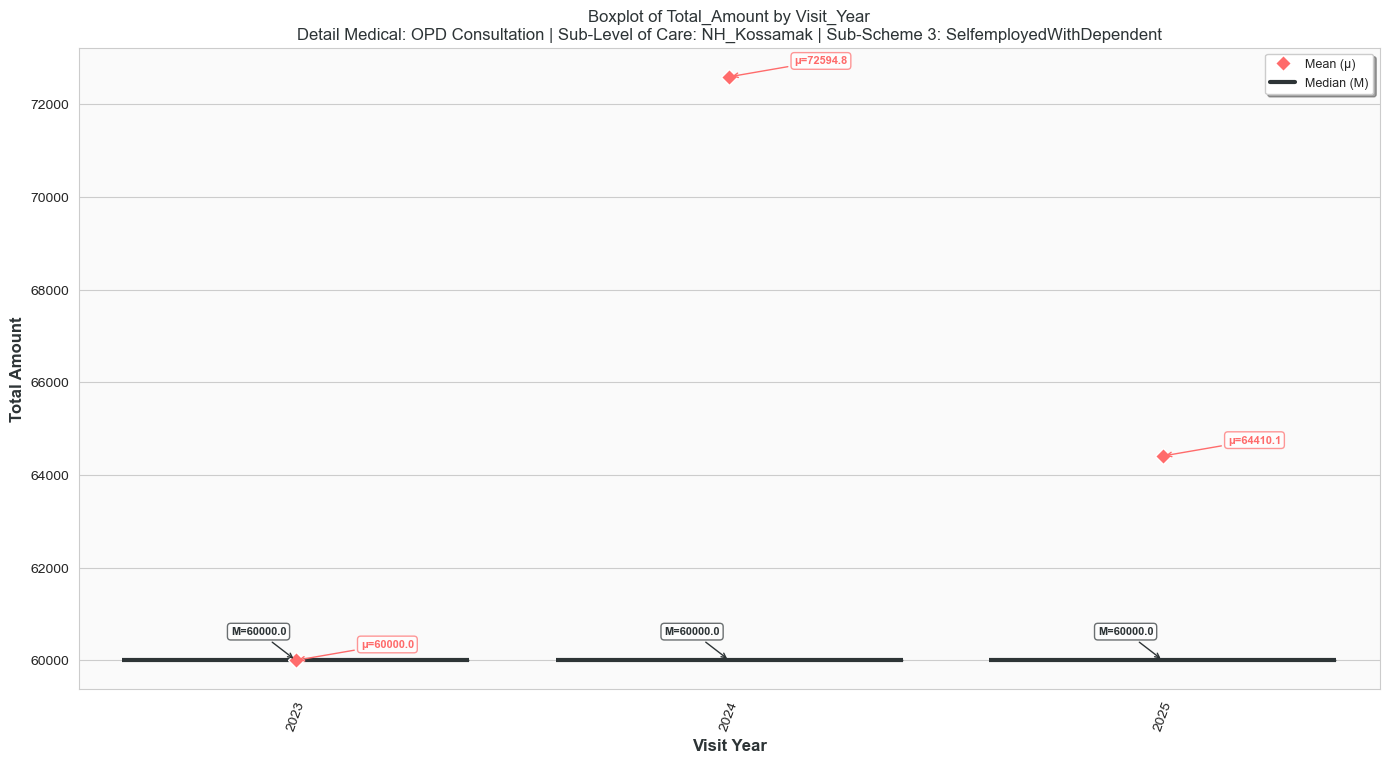 Boxplot of Total_Amount by Visit_Year
Detail Medical: OPD Consultation | Sub-Level of Care: NH_Kossamak | Sub-Scheme 3: SelfemployedWithDependent
μ=72594.8
Mean (μ)
Median (M)
72000
70000
68000
66000
64000
62000
60000
Total Amount
μ=64410.1
M=60000.0
μ=60000.0
M=60000.0
M=60000.0
2023
2024
2025
Visit Year